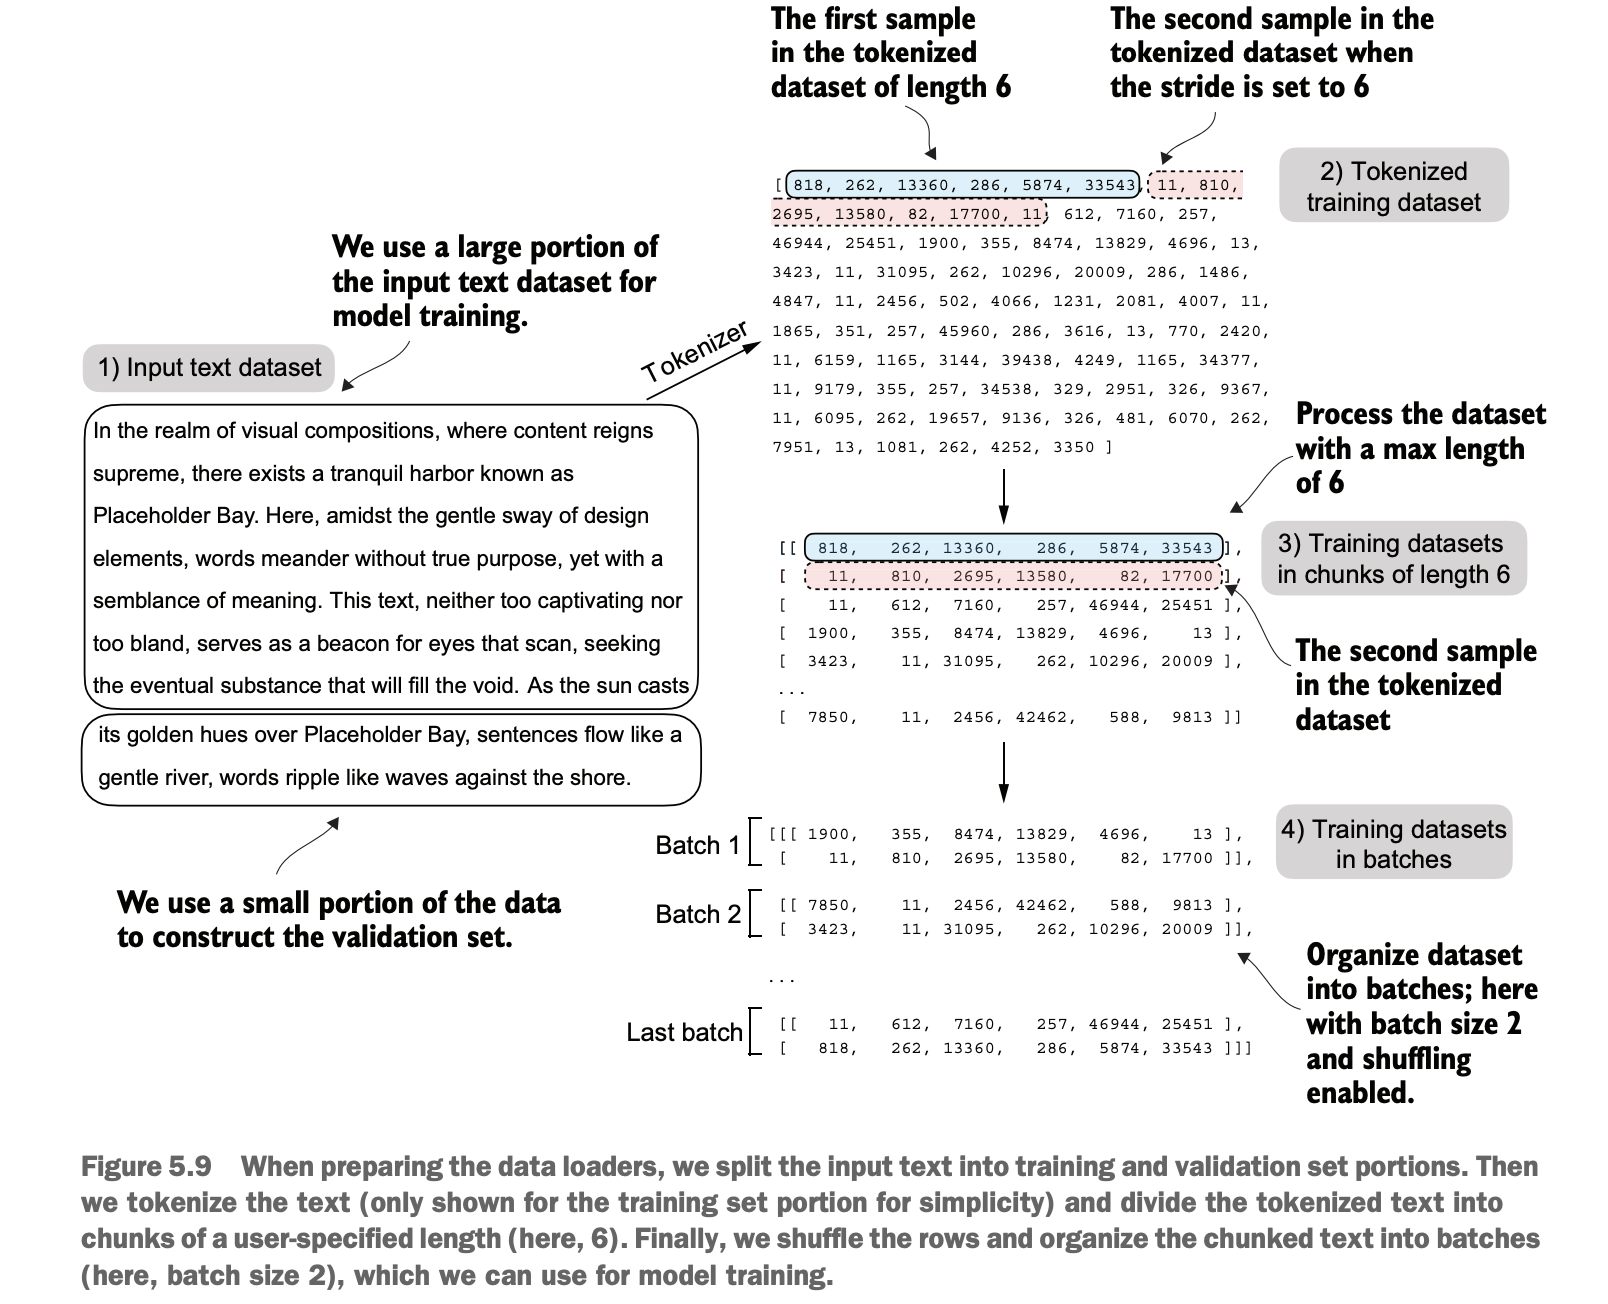 The first sample
in the tokenized
dataset of length 6
The second sample in the
tokenized dataset when
the stride is set to 6
2) Tokenized
training dataset
[ 818, 262, 13360, 286, 5874, 33543, 11, 810,
2695, 13580, 82, 17700, 11, 612, 7160, 257,
46944, 25451, 1900, 355, 8474, 13829, 4696, 13,
3423, 11, 31095, 262, 10296, 20009, 286, 1486,
4847, 11, 2456, 502, 4066, 1231, 2081, 4007, 11,
1865, 351, 257, 45960, 286, 3616, 13, 770, 2420,
11, 6159, 1165, 3144, 39438, 4249, 1165, 34377,
11, 9179, 355, 257, 34538, 329, 2951, 326, 9367,
11, 6095, 262, 19657, 9136, 326, 481, 6070, 262,
7951, 13, 1081, 262, 4252, 3350 ]
We use a large portion of
the input text dataset for
model training.
1) Input text dataset
Tokenizer
In the realm of visual compositions, where content reigns
supreme, there exists a tranquil harbor known as
Placeholder Bay. Here, amidst the gentle sway of design
elements, words meander without true purpose, yet with a
semblance of meaning. This text, neither too captivating nor
too bland, serves as a beacon for eyes that scan, seeking
the eventual substance that will fill the void. As the sun casts
its golden hues over Placeholder Bay, sentences flow like a
gentle river, words ripple like waves against the shore.
We use a small portion of the data
to construct the validation set.
Process the dataset
with a max length
of 6
3) Training datasets
in chunks of length 6
[[ 818, 262, 13360, 286, 5874, 33543 ],
[ 11, 810, 2695, 13580, 82, 17700 ],
[ 11, 612, 7160, 257, 46944, 25451 ],
[ 1900, 355, 8474, 13829, 4696, 13 ],
[ 3423, 11, 31095, 262, 10296, 20009 ],
...
[ 7850, 11, 2456, 42462, 588, 9813 ]]
The second sample
in the tokenized
dataset
4) Training datasets
in batches
Batch 1
[[[ 1900, 355, 8474, 13829, 4696, 13 ],
[ 11, 810, 2695, 13580, 82, 17700 ]],
Batch 2
[[ 7850, 11, 2456, 42462, 588, 9813 ],
[ 3423, 11, 31095, 262, 10296, 20009 ]],
...
Last batch
[[ 11, 612, 7160, 257, 46944, 25451 ],
[ 818, 262, 13360, 286, 5874, 33543 ]]]
Organize dataset
into batches; here
with batch size 2
and shuffling
enabled.
Figure 5.9 When preparing the data loaders, we split the input text into training and validation set portions. Then
we tokenize the text (only shown for the training set portion for simplicity) and divide the tokenized text into
chunks of a user-specified length (here, 6). Finally, we shuffle the rows and organize the chunked text into batches
(here, batch size 2), which we can use for model training.